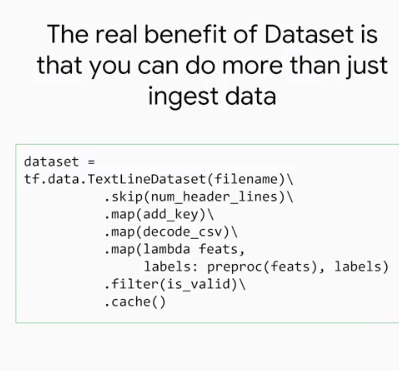 The real benefit of Dataset is
that you can do more than just
ingest data
dataset =
tf.data.TextLineDataset(filename)\
.skip(num_header_lines)\
.map(add_key)\
.map(decode_csv)\
.map(lambda feats,
labels: preproc(feats), labels)
.filter(is_valid)\
.cache()